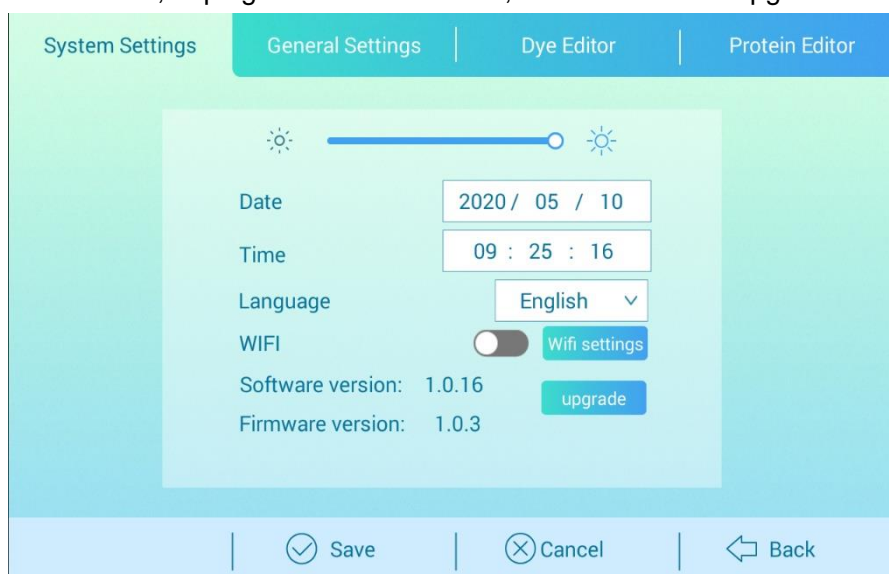 System Settings General Settings Dye Editor Protein Editor
Date 2020 / 05 / 10
Time 09 : 25 : 16
Language English
WIFI Wifi settings
Software version: 1.0.16
upgrade
Firmware version: 1.0.3
Save Cancel Back